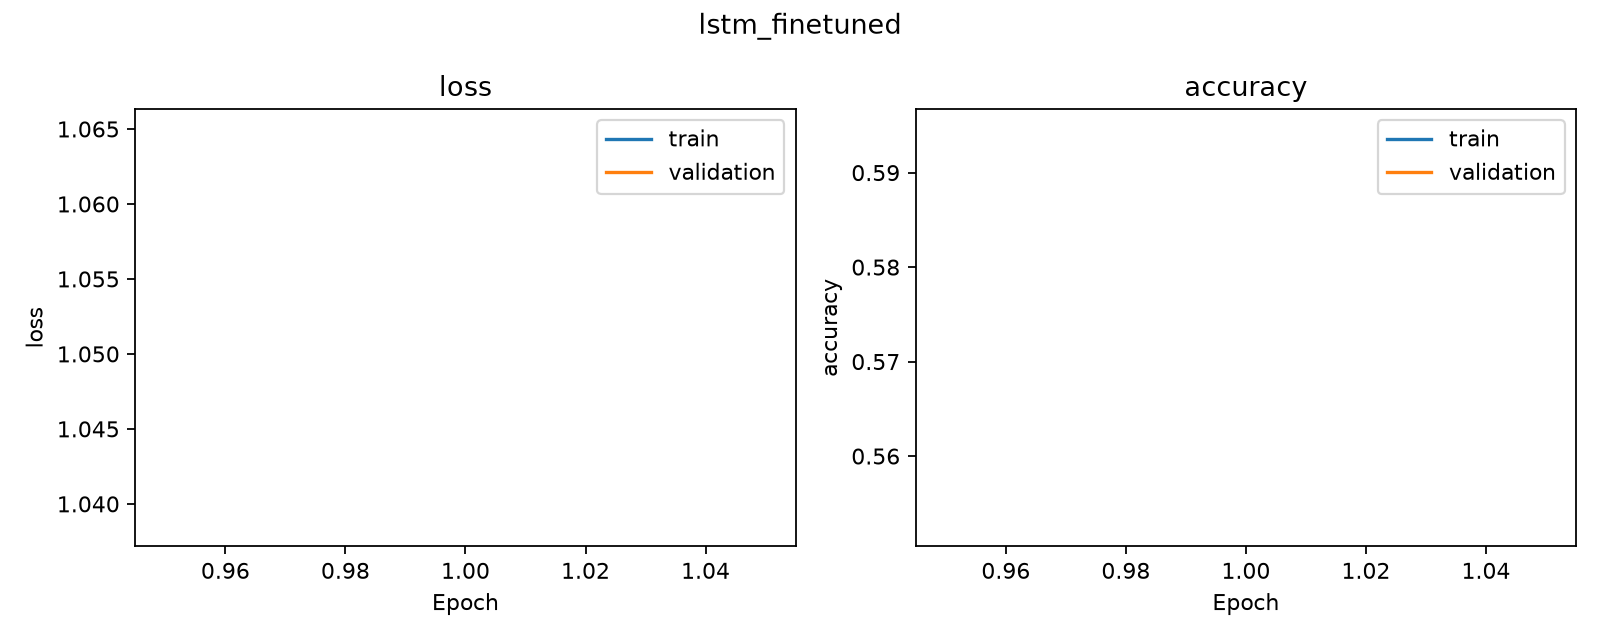 lstm_finetuned
loss
train
validation
1.065
1.060
1.055
1.050
1.045
1.040
loss
0.96 0.98 1.00 1.02 1.04
Epoch
accuracy
train
validation
0.59
0.58
0.57
0.56
accuracy
0.96 0.98 1.00 1.02 1.04
Epoch